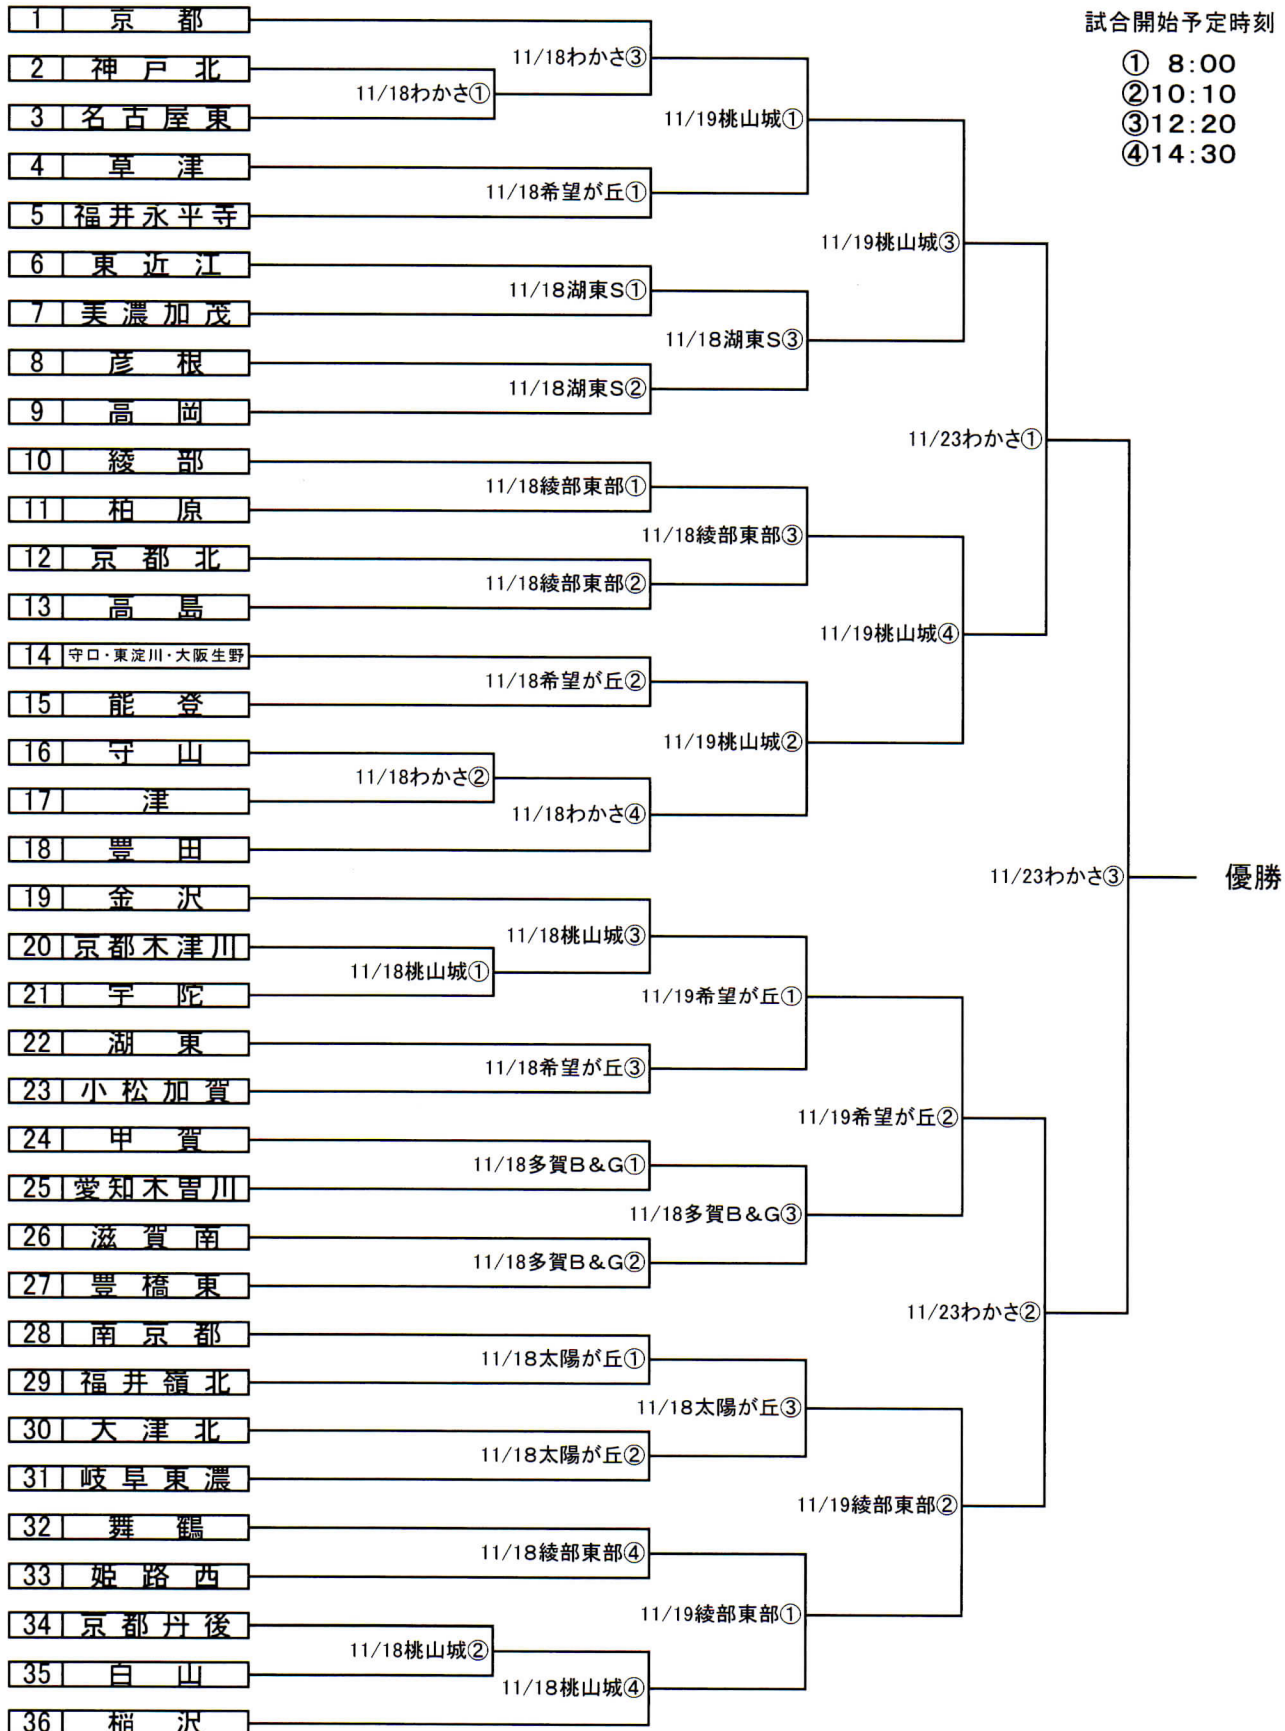 試合開始予定時刻
① 8:00
②10:10
③12:20
④14:30
1 京都
11/18わかさ③
2 神戸北
11/18わかさ①
3 名古屋東
11/19桃山城①
4 草津
11/18希望が丘①
5 福井永平寺
11/19桃山城③
6 東近江
11/18湖東S①
7 美濃加茂
11/18湖東S③
8 彦根
11/18湖東S②
9 高岡
11/23わかさ①
10 綾部
11/18綾部東部①
11 柏原
11/18綾部東部③
12 京都北
11/18綾部東部②
13 高島
11/19桃山城④
14 守口・東淀川・大阪生野
11/18希望が丘②
15 能登
11/19桃山城②
16 守山
11/18わかさ②
17 津
11/18わかさ④
18 豊田
11/23わかさ③
優勝
19 金沢
11/18桃山城③
20 京都木津川
11/18桃山城①
21 宇陀
11/19希望が丘①
22 湖東
11/18希望が丘③
23 小松加賀
11/19希望が丘②
24 甲賀
11/18多賀B&G①
25 愛知木曽川
11/18多賀B&G③
26 滋賀南
11/18多賀B&G②
27 豊橋東
11/23わかさ②
28 南京都
11/18太陽が丘①
29 福井嶺北
11/18太陽が丘③
30 大津北
11/18太陽が丘②
31 岐阜東濃
11/19綾部東部②
32 舞鶴
11/18綾部東部④
33 姫路西
11/19綾部東部①
34 京都丹後
11/18桃山城②
35 白山
11/18桃山城④
36 稲沢